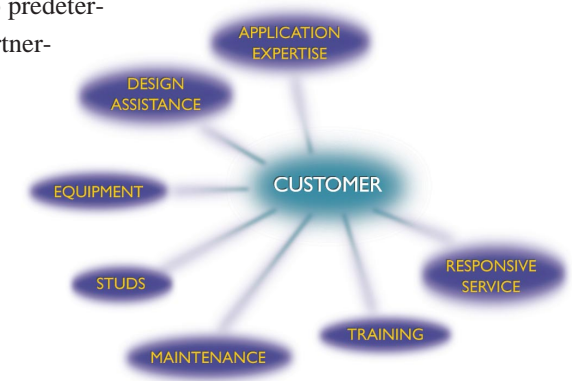 predeter-
rtner-
APPLICATION
EXPERTISE
DESIGN
ASSISTANCE
EQUIPMENT
CUSTOMER
STUDS
RESPONSIVE
SERVICE
TRAINING
MAINTENANCE